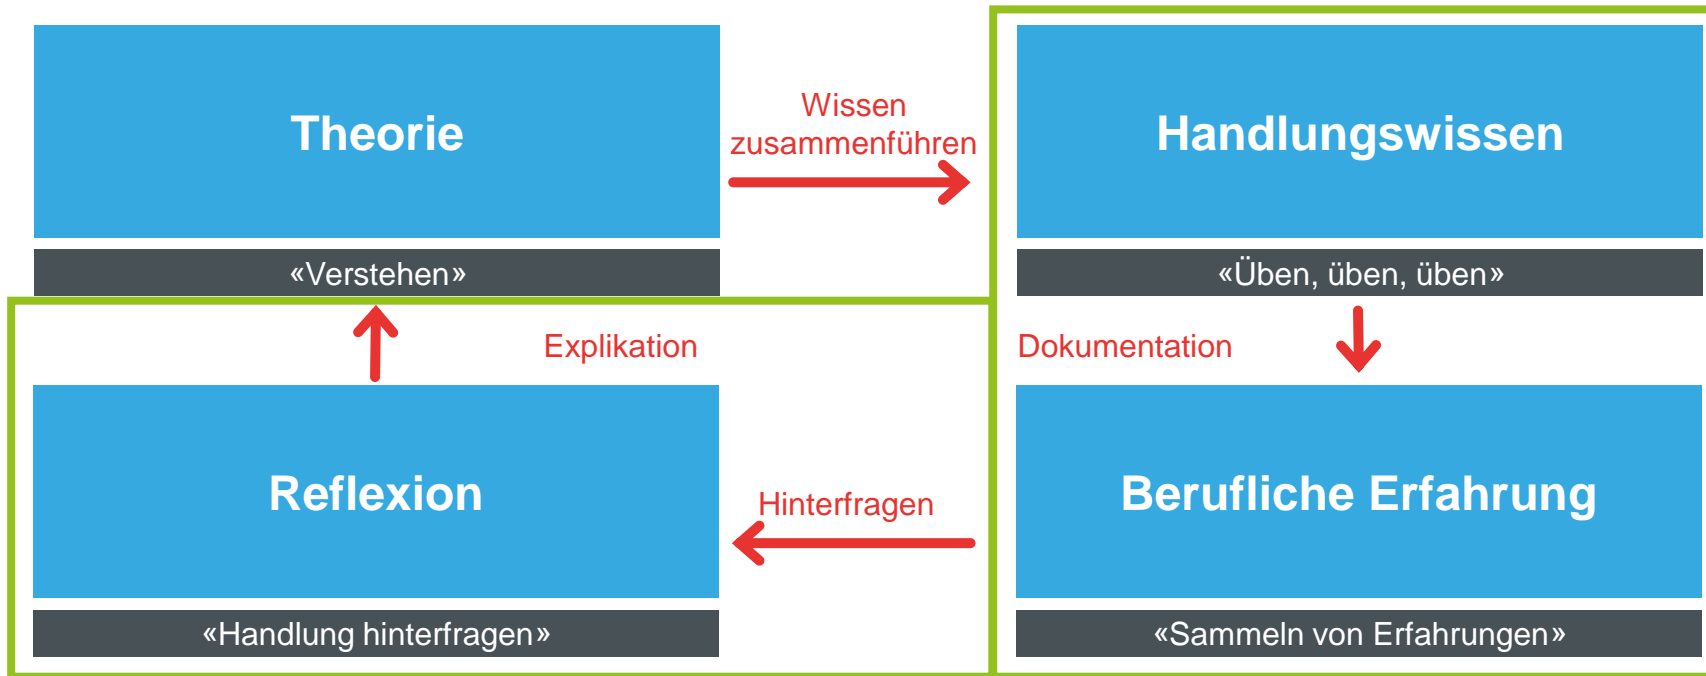 Theorie
Wissen
zusammenführen
Handlungswissen
«Verstehen»
«Üben, üben, üben»
Explikation
Dokumentation
Reflexion
Hinterfragen
Berufliche Erfahrung
«Handlung hinterfragen»
«Sammeln von Erfahrungen»